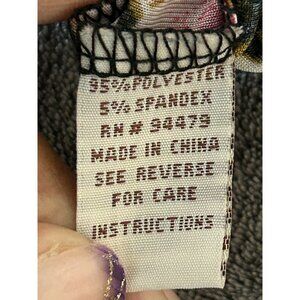 95% POLYESTER
5% SPANDEX
RN # 94479
MADE IN CHINA
SEE REVERSE
FOR CARE
INSTRUCTIONS